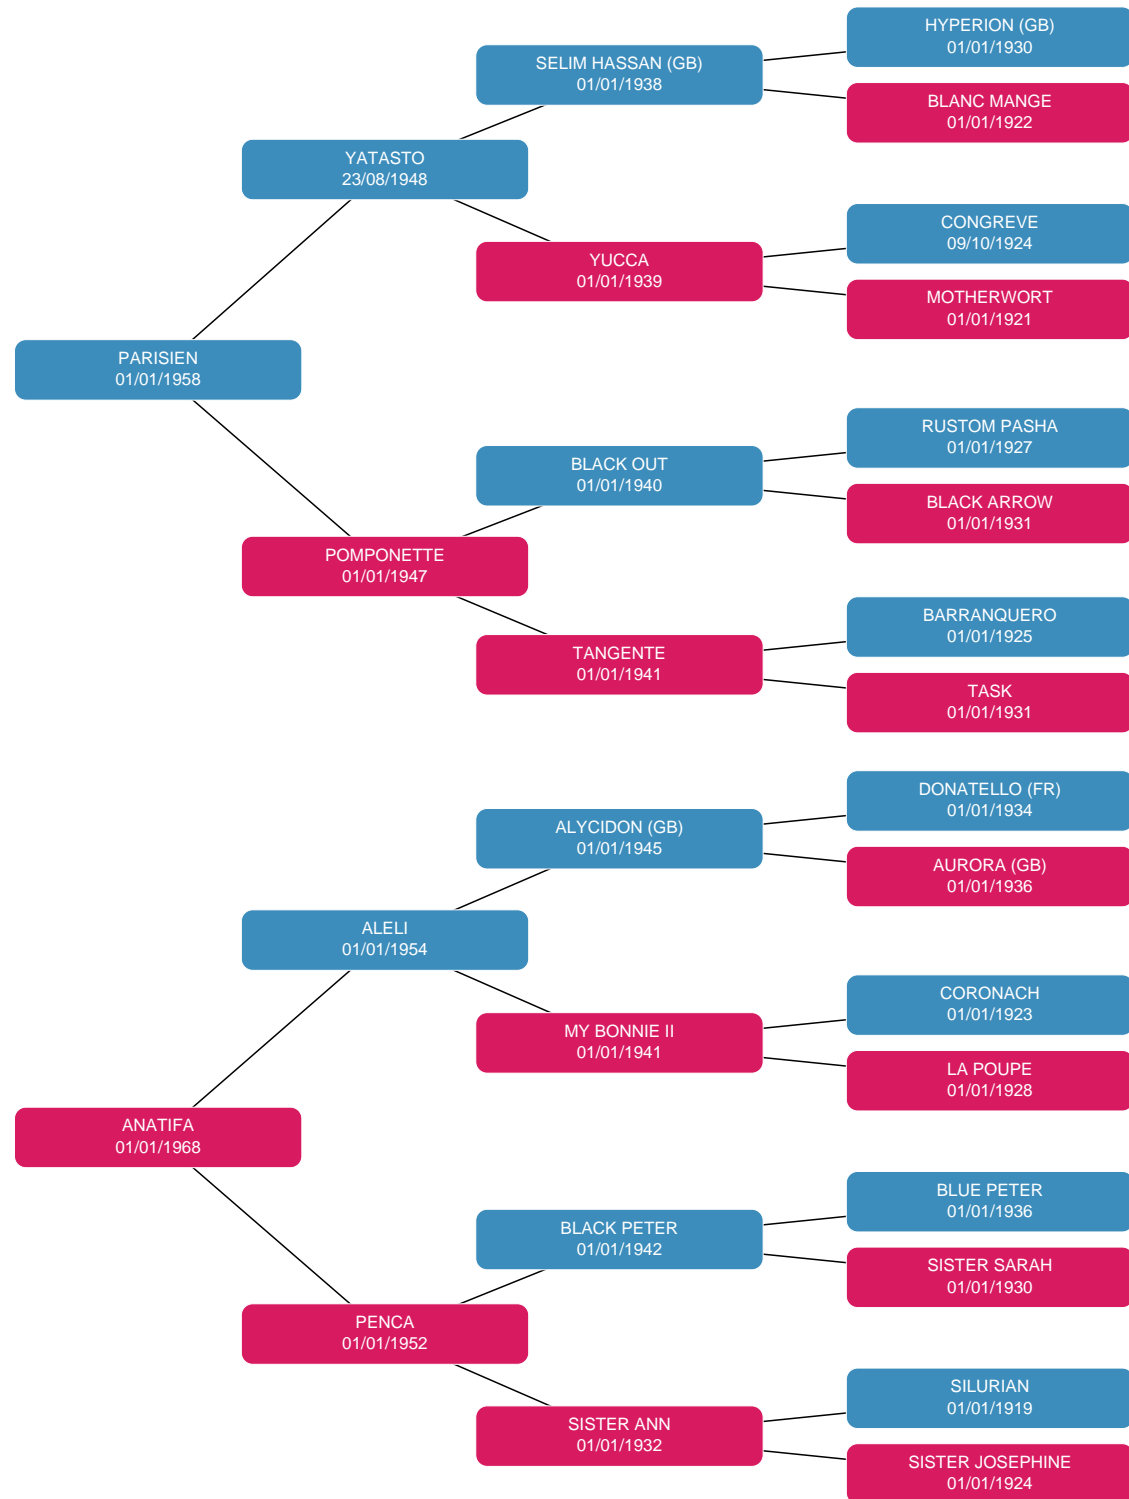 HYPERION (GB)
01/01/1930
SELIM HASSAN (GB)
01/01/1938
BLANC MANGE
01/01/1922
YATASTO
23/08/1948
CONGREVE
09/10/1924
YUCCA
01/01/1939
MOTHERWORT
01/01/1921
PARISIEN
01/01/1958
RUSTOM PASHA
01/01/1927
BLACK OUT
01/01/1940
BLACK ARROW
01/01/1931
POMPONETTE
01/01/1947
BARRANQUERO
01/01/1925
TANGENTE
01/01/1941
TASK
01/01/1931
DONATELLO (FR)
01/01/1934
ALYCIDON (GB)
01/01/1945
AURORA (GB)
01/01/1936
ALELI
01/01/1954
CORONACH
01/01/1923
MY BONNIE II
01/01/1941
LA POUPE
01/01/1928
ANATIFA
01/01/1968
BLUE PETER
01/01/1936
BLACK PETER
01/01/1942
SISTER SARAH
01/01/1930
PENCA
01/01/1952
SILURIAN
01/01/1919
SISTER ANN
01/01/1932
SISTER JOSEPHINE
01/01/1924